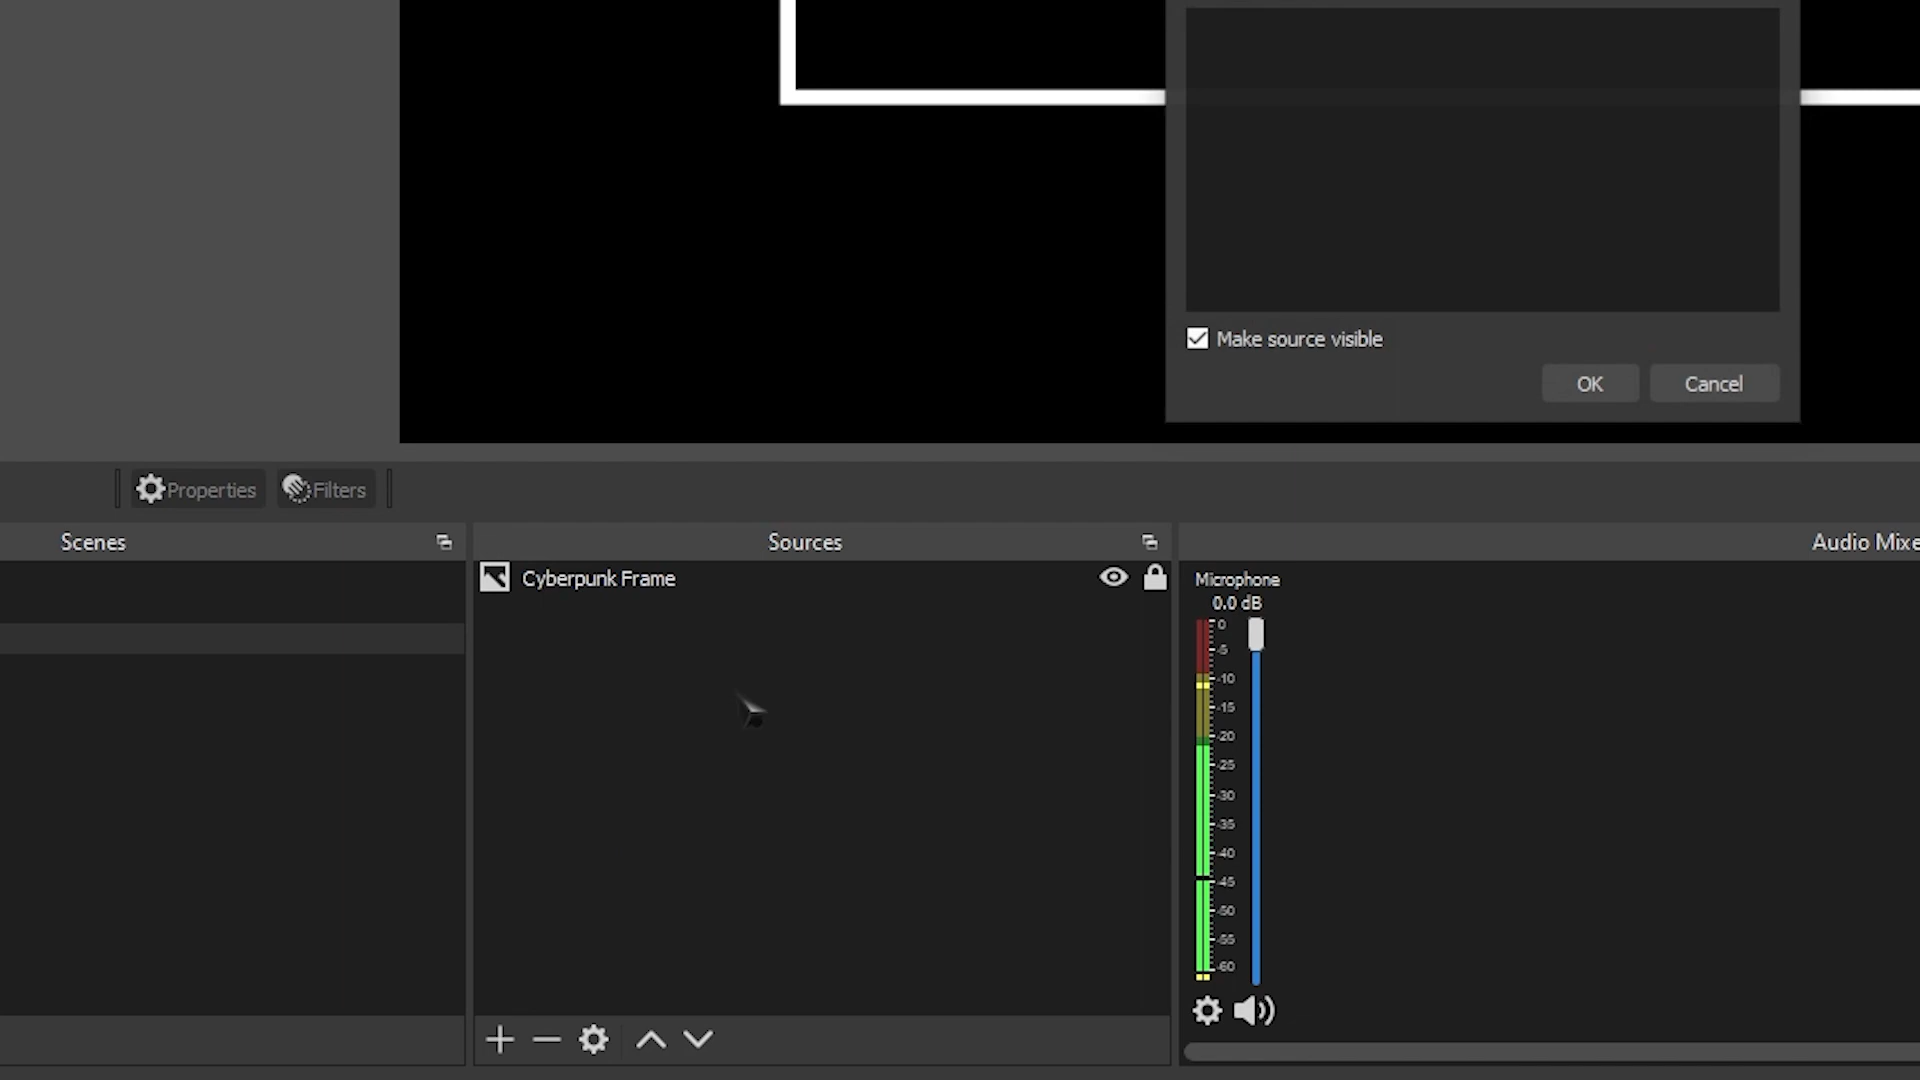 Make source visible
OK
Cancel
Properties
Filters
Scenes
Sources
Audio Mixe
Cyberpunk Frame
Microphone
0.0 dB
0
-5
-10
-15
-20
-25
-30
-35
-40
-45
-50
-55
-60